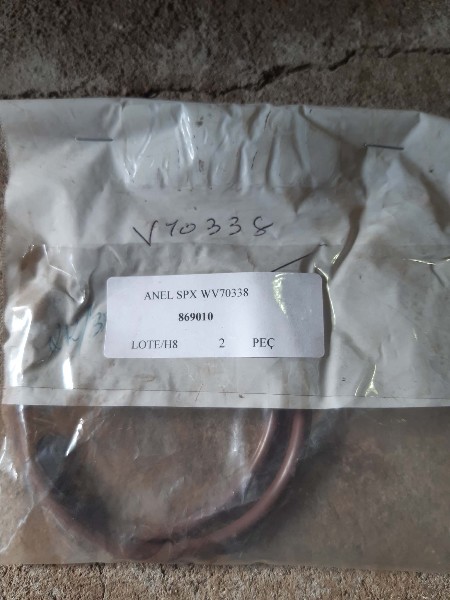 V70338
ANEL SPX WV70338
869010
LOTE/H8 2 PEÇ